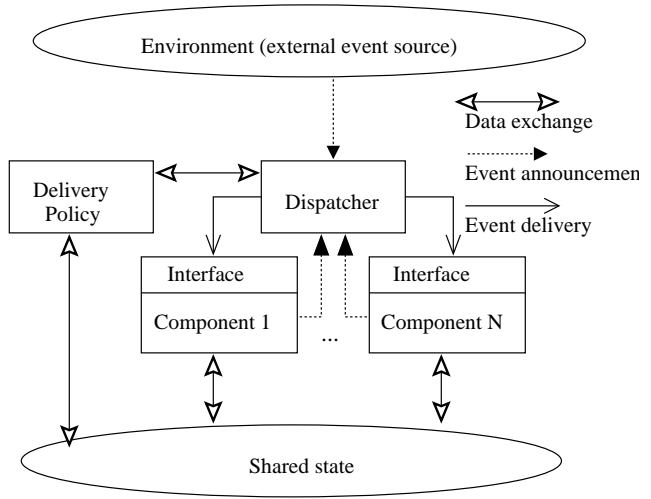 Environment (external event source)
Data exchange
Event announcemen
Event delivery
Delivery
Policy
Dispatcher
Interface
Component 1
...
Interface
Component N
Shared state